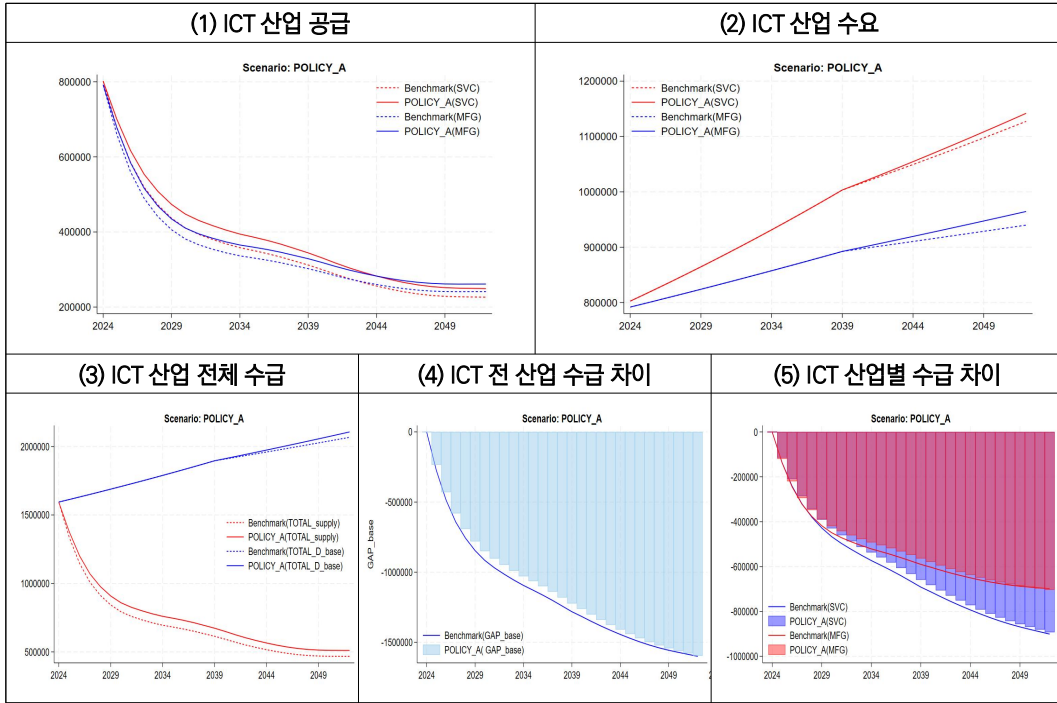 (1) ICT 산업 공급
(2) ICT 산업 수요
Scenario: POLICY_A
Benchmark(SVC)
POLICY_A(SVC)
Benchmark(MFG)
POLICY_A(MFG)
800000
600000
400000
200000
2024 2029 2034 2039 2044 2049
Scenario: POLICY_A
Benchmark(SVC)
POLICY_A(SVC)
Benchmark(MFG)
POLICY_A(MFG)
1200000
1100000
1000000
900000
800000
2024 2029 2034 2039 2044 2049
(3) ICT 산업 전체 수급
(4) ICT 전 산업 수급 차이
(5) ICT 산업별 수급 차이
Scenario: POLICY_A
2000000
1500000
1000000
500000
Benchmark(TOTAL_supply)
POLICY_A(TOTAL_supply)
Benchmark(TOTAL_D_base)
POLICY_A(TOTAL_D_base)
2024 2029 2034 2039 2044 2049
Scenario: POLICY_A
GAP_base
0
-500000
-1000000
-1500000
Benchmark(GAP_base)
POLICY_A( GAP_base)
2024 2029 2034 2039 2044 2049
Scenario: POLICY_A
0
-200000
-400000
-600000
-800000
-1000000
Benchmark(SVC)
POLICY_A(SVC)
Benchmark(MFG)
POLICY_A(MFG)
2024 2029 2034 2039 2044 2049